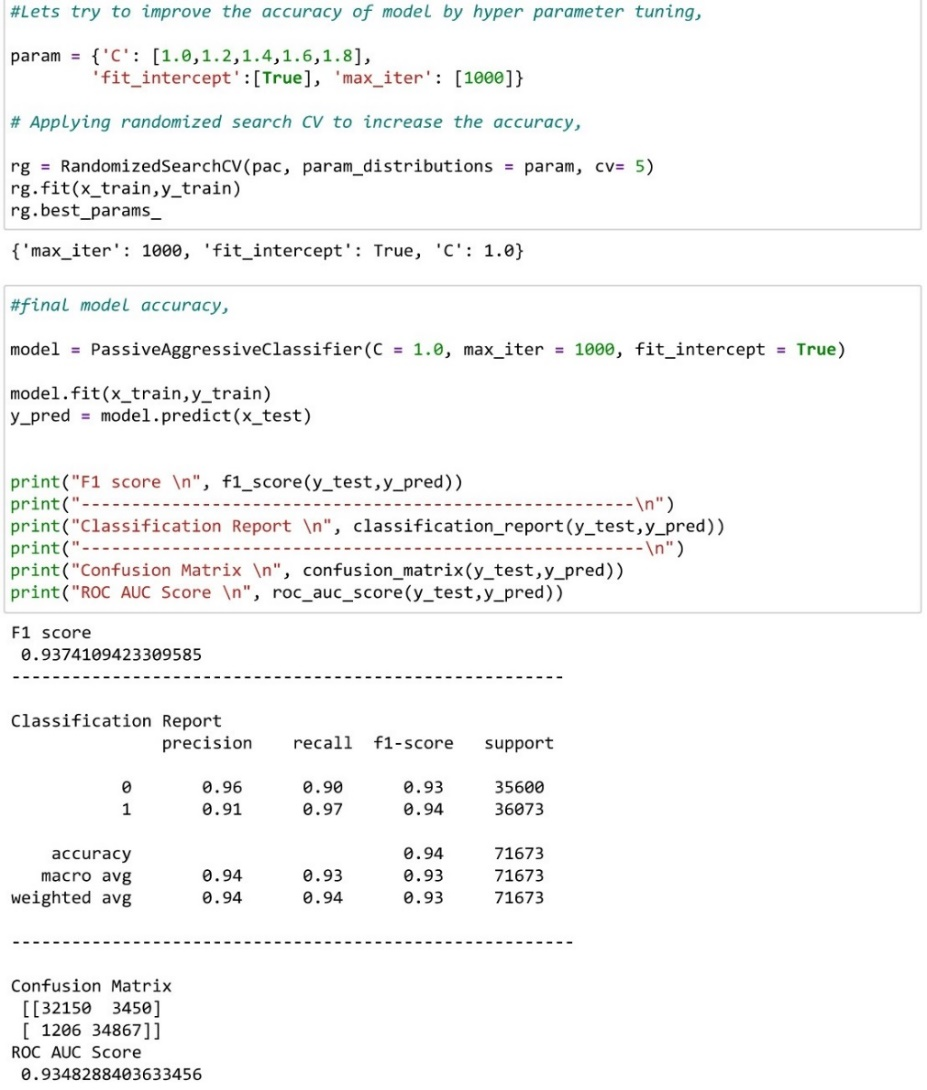 #Lets try to improve the accuracy of model by hyper parameter tuning,
param = {'C': [1.0,1.2,1.4,1.6,1.8],
'fit_intercept':[True], 'max_iter': [1000]}
# Applying randomized search CV to increase the accuracy,
rg = RandomizedSearchCV(pac, param_distributions = param, cv= 5)
rg.fit(x_train,y_train)
rg.best_params_
{'max_iter': 1000, 'fit_intercept': True, 'C': 1.0}
#final model accuracy,
model = PassiveAggressiveClassifier(C = 1.0, max_iter = 1000, fit_intercept = True)
model.fit(x_train,y_train)
y_pred = model.predict(x_test)
print("F1 score \n", f1_score(y_test,y_pred))
print("-------------------------------------------------------\n")
print("Classification Report \n", classification_report(y_test,y_pred))
print("--------------------------------------------------------\n")
print("Confusion Matrix \n", confusion_matrix(y_test,y_pred))
print("ROC AUC Score \n", roc_auc_score(y_test,y_pred))
F1 score
0.9374109423309585
-------------------------------------------------------
Classification Report
precision recall f1-score support
0 0.96 0.90 0.93 35600
1 0.91 0.97 0.94 36073
accuracy 0.94 71673
macro avg 0.94 0.93 0.93 71673
weighted avg 0.94 0.94 0.93 71673
--------------------------------------------------------
Confusion Matrix
[[32150 3450]
[ 1206 34867]]
ROC AUC Score
0.9348288403633456